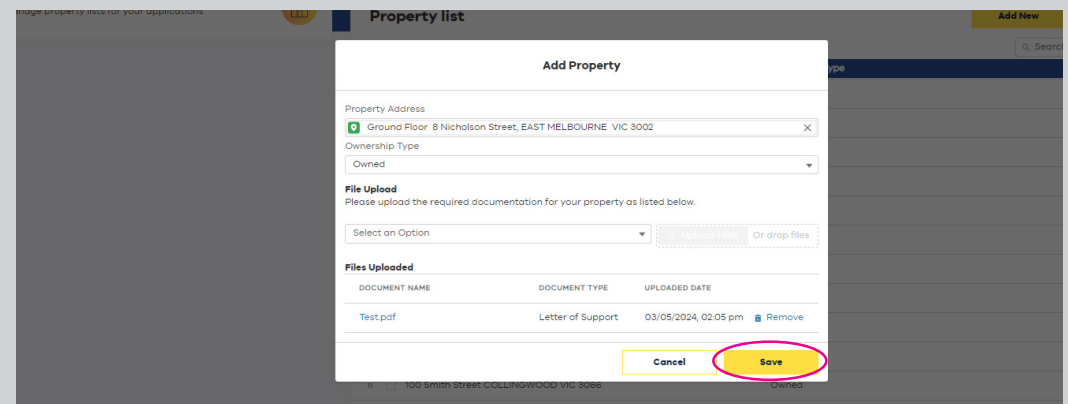 nage property lists for your applications
Property list
Add New
Search
ype
Add Property
Property Address
Ground Floor 8 Nicholson Street, EAST MELBOURNE VIC 3002
Ownership Type
Owned
File Upload
Please upload the required documentation for your property as listed below.
Select an Option
Upload Files Or drop files
Files Uploaded
DOCUMENT NAME DOCUMENT TYPE UPLOADED DATE
Test.pdf Letter of Support 03/05/2024, 02:05 pm Remove
Cancel Save
100 Smith Street COLLINGWOOD VIC 3066 Owned